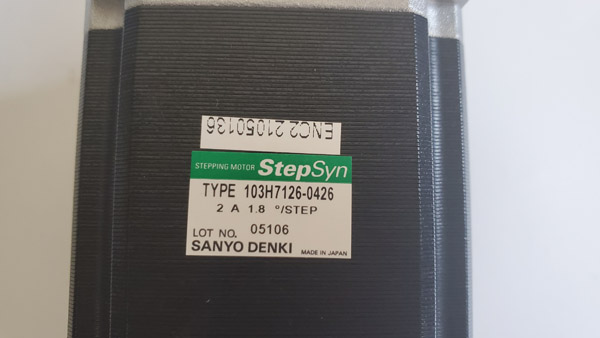 ENC2 21050136
STEPPING MOTOR StepSyn
TYPE 103H7126-0426
2 A 1.8 °/STEP
LOT NO. 05106
SANYO DENKI MADE IN JAPAN